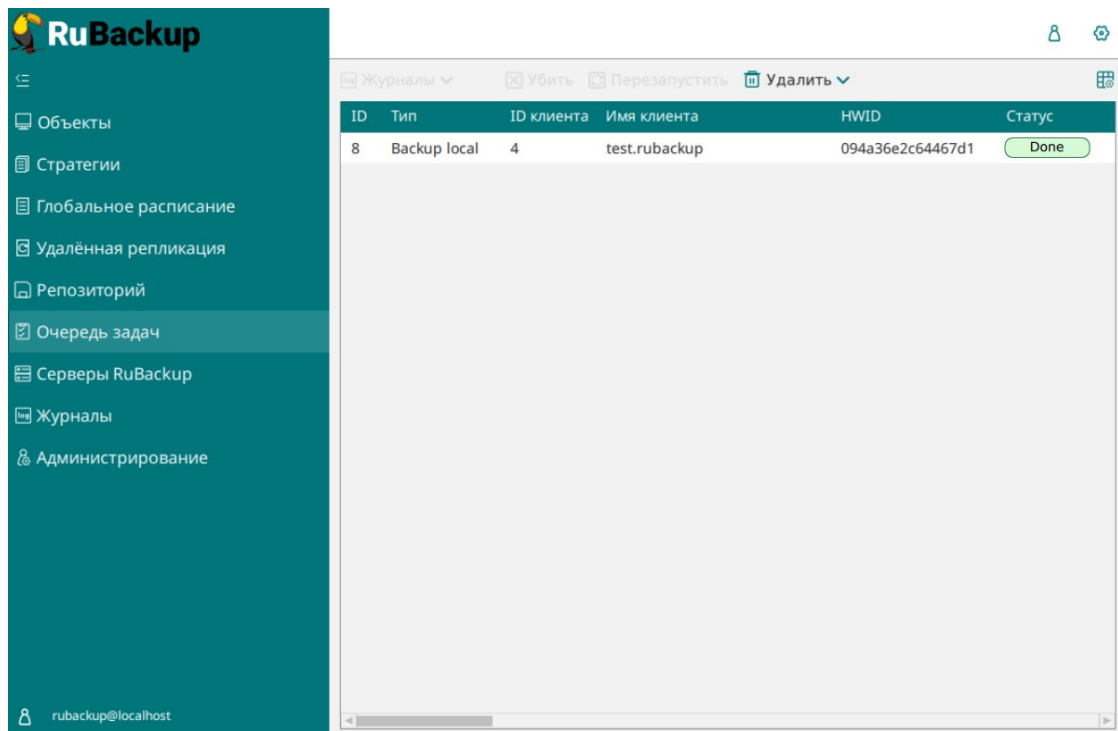 RuBackup
Журналы Убить Перезапустить Удалить
Объекты
Стратегии
Глобальное расписание
Удалённая репликация
Репозиторий
Очередь задач
Серверы RuBackup
log Журналы
Администрирование
rubackup@localhost
ID Тип ID клиента Имя клиента HWID Статус
8 Backup local 4 test.rubackup 094a36e2c64467d1 Done